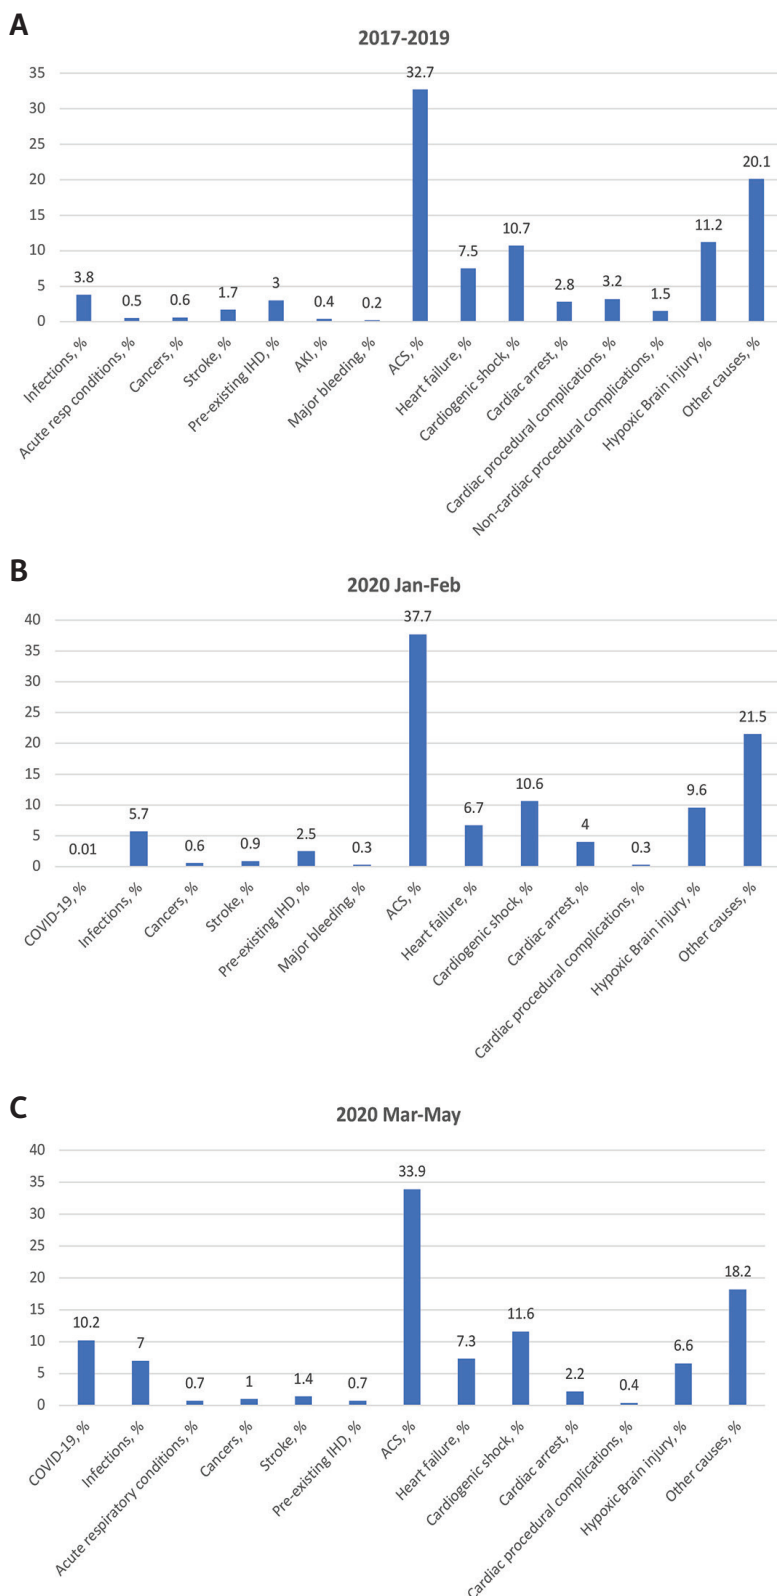 A
2017-2019
35
30
25
20
15
10
5
0
3.8
0.5
0.6
1.7
3
0.4
0.2
32.7
7.5
10.7
2.8
3.2
1.5
11.2
20.1
Infections, %
Acute resp conditions, %
Cancers, %
Stroke, %
Pre-existing IHD, %
AKI, %
Major bleeding, %
ACS, %
Heart failure, %
Cardiogenic shock, %
Cardiac arrest, %
Cardiac procedural complications, %
Non-cardiac procedural complications, %
Hypoxic Brain injury, %
Other causes, %
B
2020 Jan-Feb
40
35
30
25
20
15
10
5
0
0.01
5.7
0.6
0.9
2.5
0.3
37.7
6.7
10.6
4
0.3
9.6
21.5
COVID-19, %
Infections, %
Cancers, %
Stroke, %
Pre-existing IHD, %
Major bleeding, %
ACS, %
Heart failure, %
Cardiogenic shock, %
Cardiac arrest, %
Cardiac procedural complications, %
Hypoxic Brain injury, %
Other causes, %
C
2020 Mar-May
40
35
30
25
20
15
10
5
0
10.2
7
0.7
1
1.4
0.7
33.9
7.3
11.6
2.2
0.4
6.6
18.2
COVID-19, %
Infections, %
Acute respiratory conditions, %
Cancers, %
Stroke, %
Pre-existing IHD, %
ACS, %
Heart failure, %
Cardiogenic shock, %
Cardiac arrest, %
Cardiac procedural complications, %
Hypoxic Brain injury, %
Other causes, %